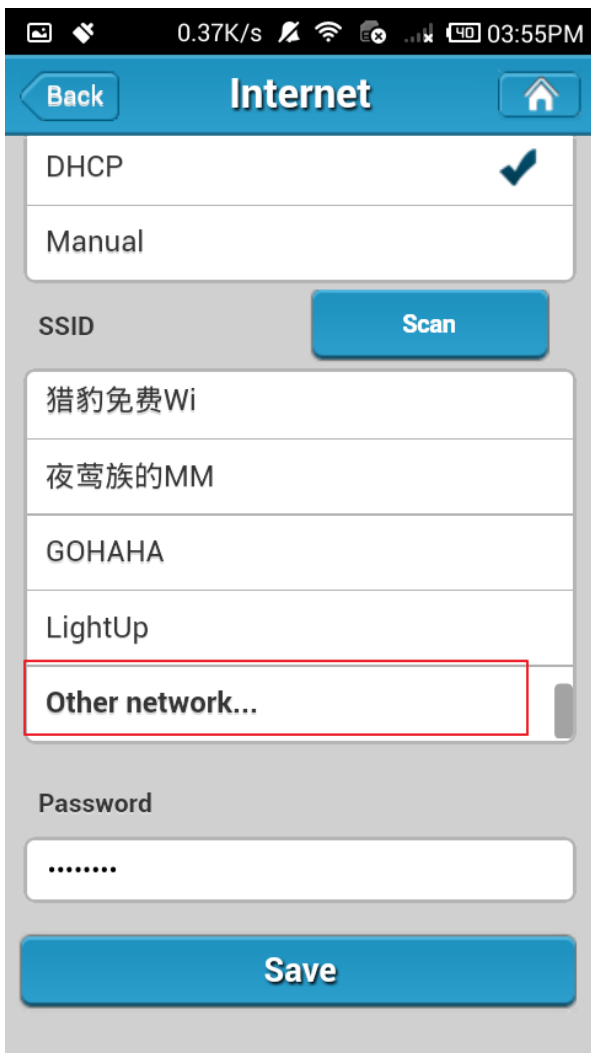 0.37K/s 40 03:55PM
Back Internet
DHCP
Manual
SSID Scan
猎豹免费Wi
夜莺族的MM
GOHAHA
LightUp
Other network...
Password
••••••••
Save